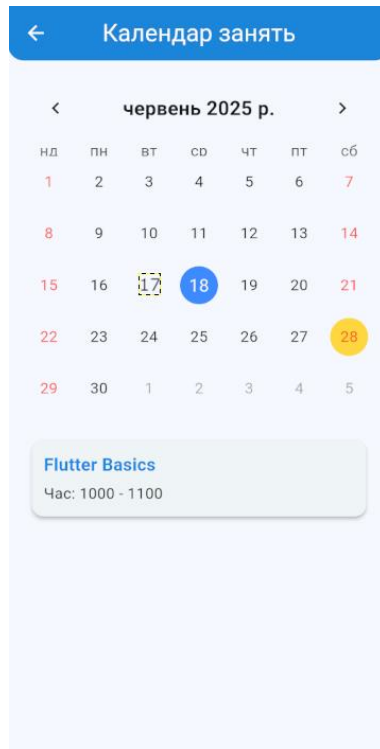 Календар занять
червень 2025 р.
нд пн вт ср чт пт сб
1 2 3 4 5 6 7
8 9 10 11 12 13 14
15 16 17 18 19 20 21
22 23 24 25 26 27 28
29 30 1 2 3 4 5
Flutter Basics
Час: 1000 - 1100